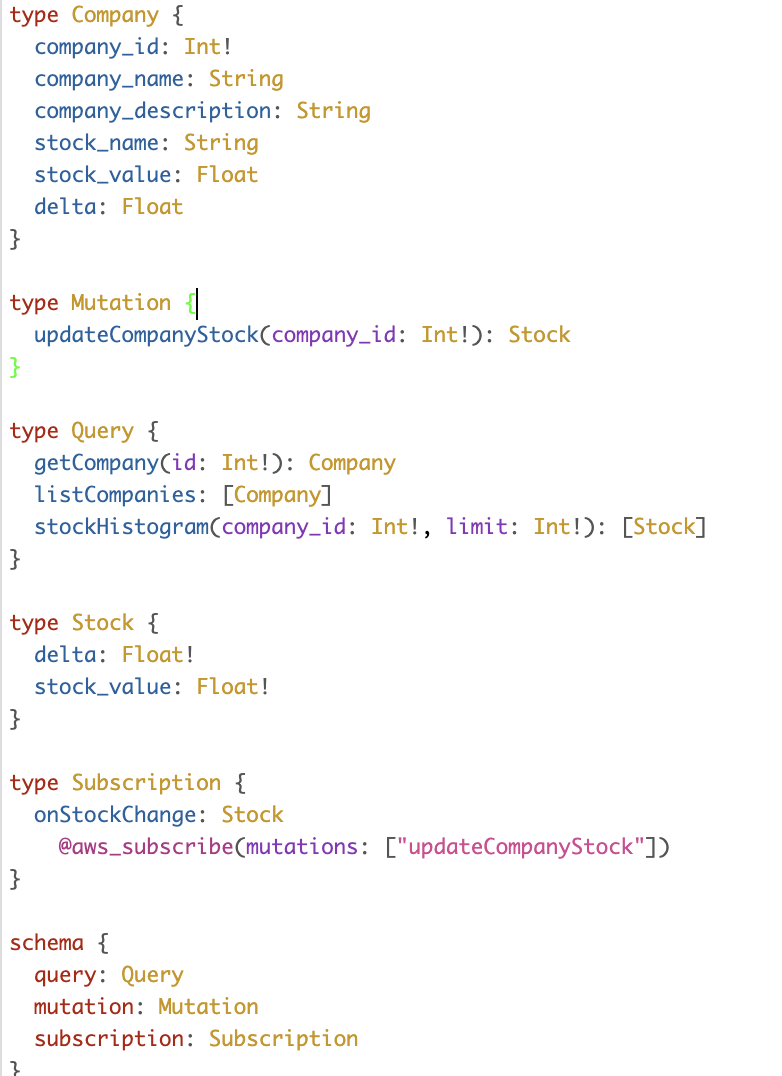 type Company {
  company_id: Int!
  company_name: String
  company_description: String
  stock_name: String
  stock_value: Float
  delta: Float
}

type Mutation {
  updateCompanyStock(company_id: Int!): Stock
}

type Query {
  getCompany(id: Int!): Company
  listCompanies: [Company]
  stockHistogram(company_id: Int!, limit: Int!): [Stock]
}

type Stock {
  delta: Float!
  stock_value: Float!
}

type Subscription {
  onStockChange: Stock
    @aws_subscribe(mutations: ["updateCompanyStock"])
}

schema {
  query: Query
  mutation: Mutation
  subscription: Subscription
}